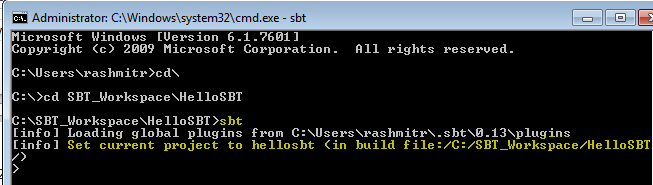 Administrator: C:\Windows\system32\cmd.exe - sbt
Microsoft Windows [Version 6.1.7601]
Copyright (c) 2009 Microsoft Corporation.  All rights reserved.
C:\Users\rashmitr>cd\
C:\>cd SBT_Workspace\HelloSBT
C:\SBT_Workspace\HelloSBT>sbt
[info] Loading global plugins from C:\Users\rashmitr\.sbt\0.13\plugins
[info] Set current project to hellosbt (in build file:/C:/SBT_Workspace/HelloSBT
/)
>